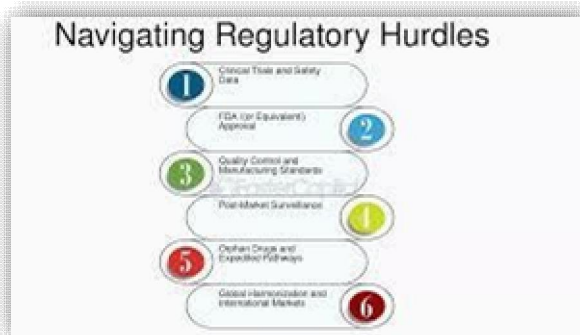 Navigating Regulatory Hurdles
1
Clinical Trials and Safety
Data
FDA (or Equivalent)
Approval
2
3
Quality Control and
Manufacturing Standards
FasterCapital
Post-Market Surveillance
4
5
Orphan Drugs and
Expedited Pathways
Global Harmonization and
International Markets
6